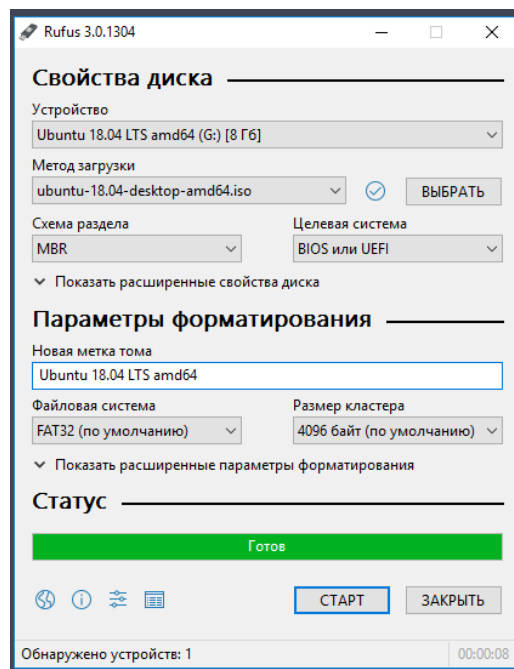 Rufus 3.0.1304
Свойства диска
Устройство
Ubuntu 18.04 LTS amd64 (G:) [8 Гб]
Метод загрузки
ubuntu-18.04-desktop-amd64.iso
ВЫБРАТЬ
Схема раздела
Целевая система
MBR
BIOS или UEFI
Показать расширенные свойства диска
Параметры форматирования
Новая метка тома
Ubuntu 18.04 LTS amd64
Файловая система
Размер кластера
FAT32 (по умолчанию)
4096 байт (по умолчанию)
Показать расширенные параметры форматирования
Статус
Готов
СТАРТ
ЗАКРЫТЬ
Обнаружено устройств: 1
00:00:08